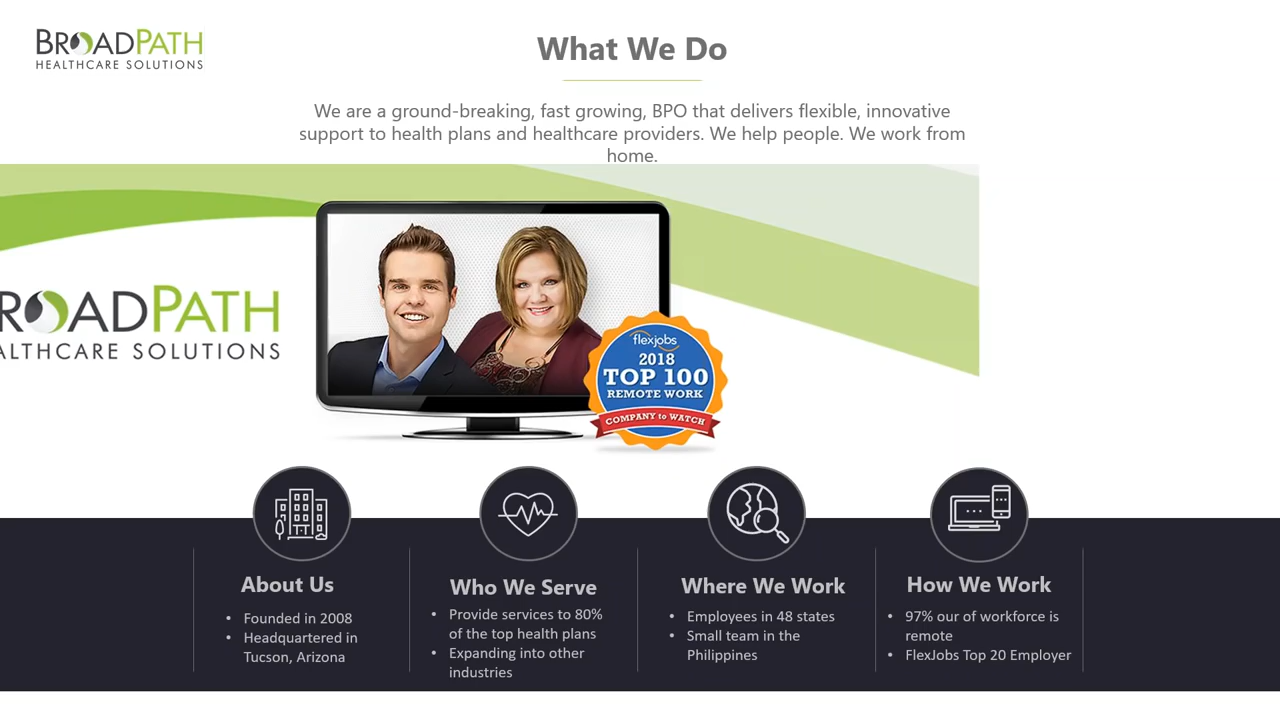 BROADPATH
HEALTHCARE SOLUTIONS
What We Do
We are a ground-breaking, fast growing, BPO that delivers flexible, innovative
support to health plans and healthcare providers. We help people. We work from
home.
ROADPATH
ALTHCARE SOLUTIONS
flexjobs
2018
TOP 100
REMOTE WORK
COMPANY to WATCH
About Us
• Founded in 2008
• Headquartered in
Tucson, Arizona
Who We Serve
• Provide services to 80%
of the top health plans
• Expanding into other
industries
Where We Work
• Employees in 48 states
• Small team in the
Philippines
How We Work
• 97% our of workforce is
remote
• FlexJobs Top 20 Employer